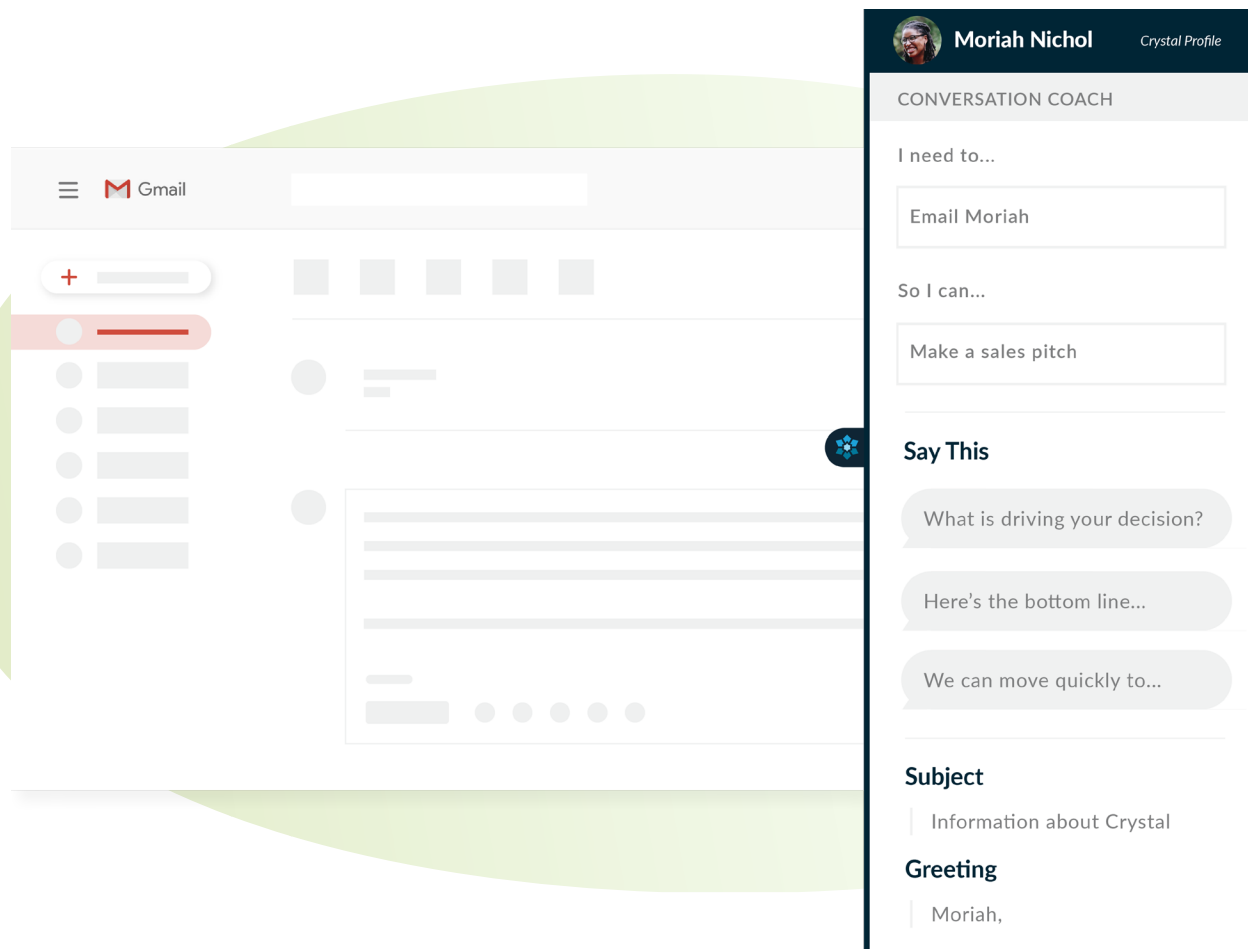 Moriah Nichol
Crystal Profile
CONVERSATION COACH
I need to...
Email Moriah
So I can...
Make a sales pitch
Say This
What is driving your decision?
Here’s the bottom line...
We can move quickly to...
Subject
Information about Crystal
Greeting
Moriah,
Gmail